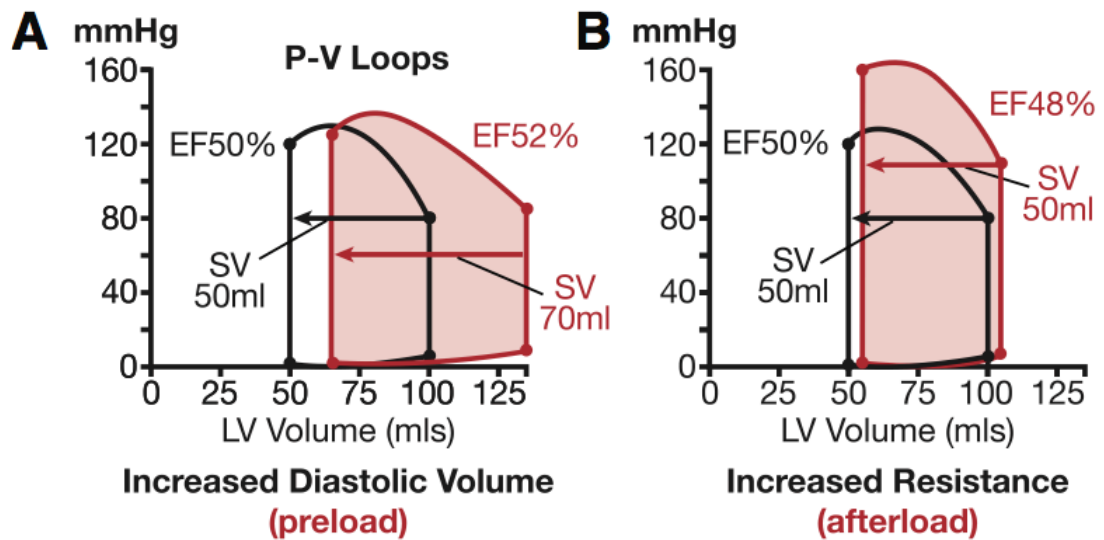 A
mmHg
P-V Loops
160
120
80
40
0
EF50%
EF52%
SV
50ml
SV
70ml
0
25
50
75
100
125
LV Volume (mls)
Increased Diastolic Volume
(preload)
B
mmHg
160
120
80
40
0
EF50%
EF48%
SV
50ml
SV
50ml
0
25
50
75
100
125
LV Volume (mls)
Increased Resistance
(afterload)